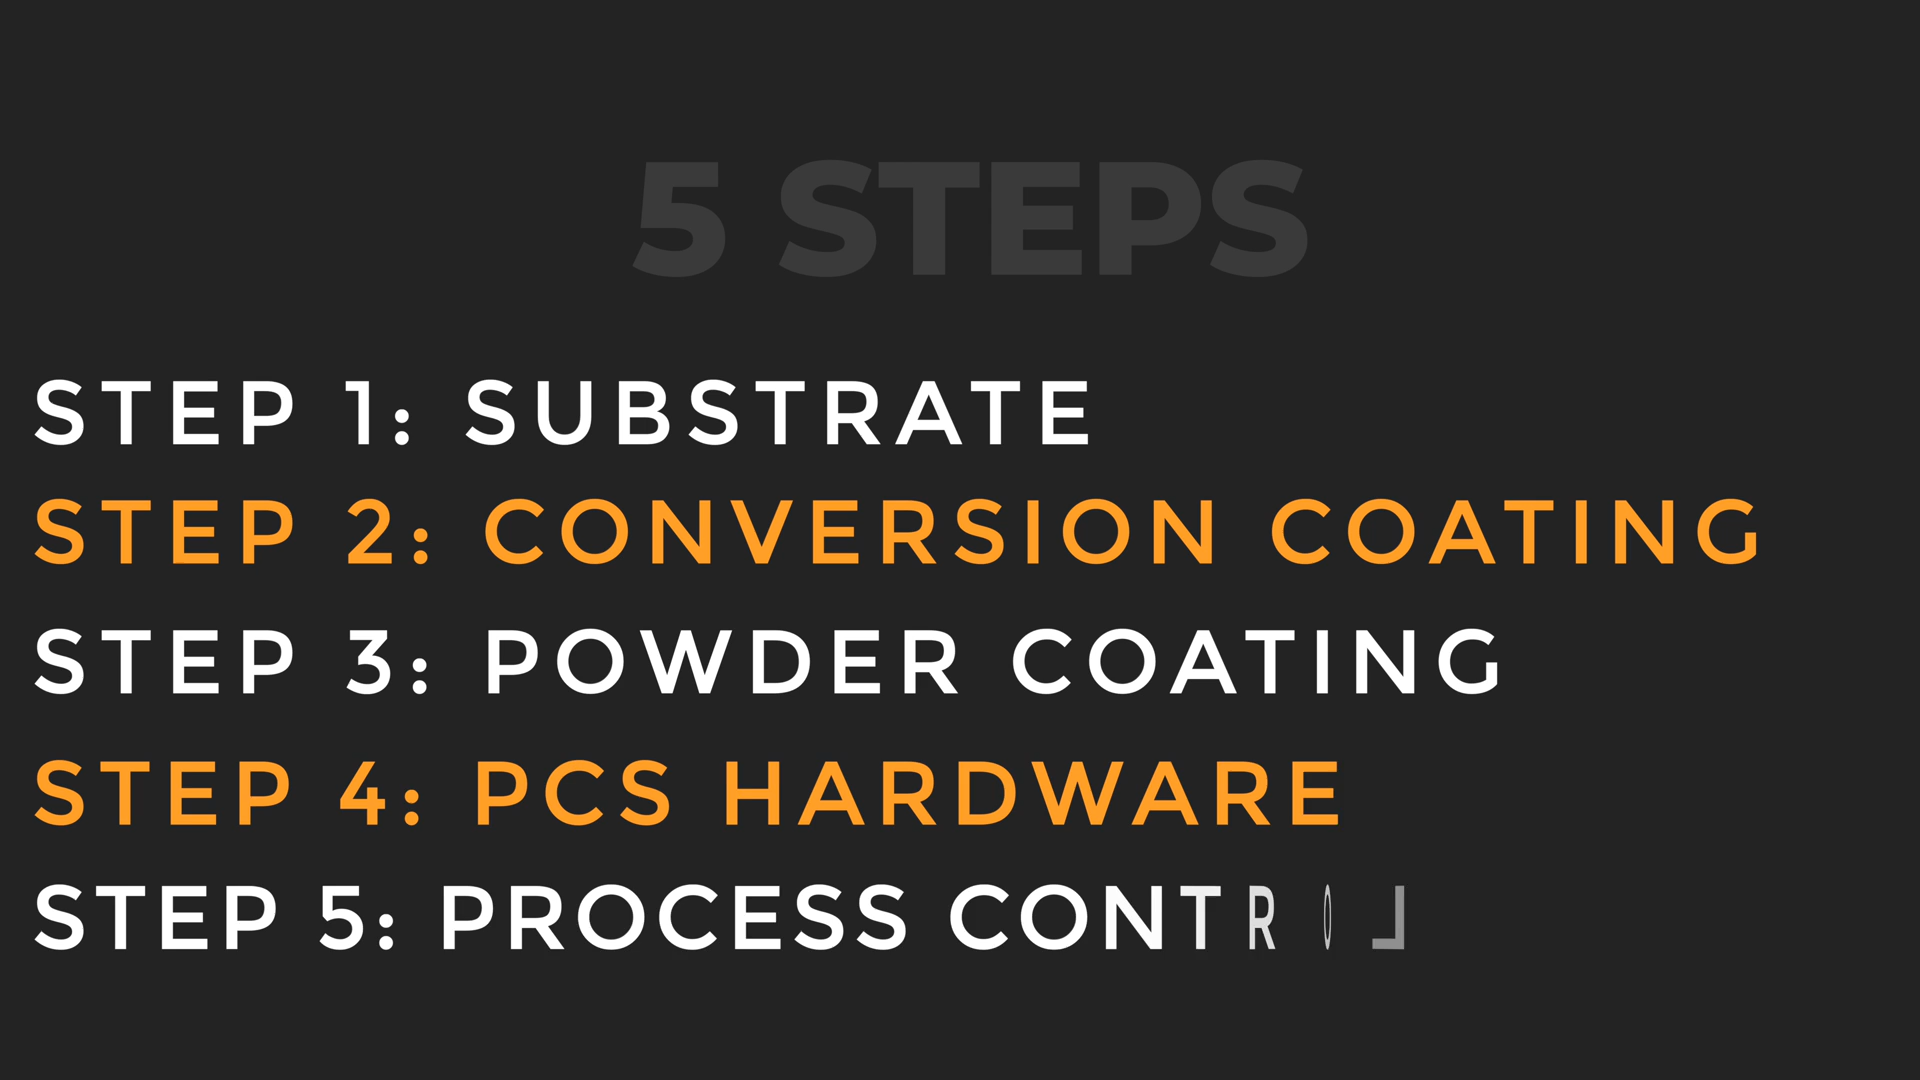 5 STEPS
STEP 1: SUBSTRATE
STEP 2: CONVERSION COATING
STEP 3: POWDER COATING
STEP 4: PCS HARDWARE
STEP 5: PROCESS CONTROL